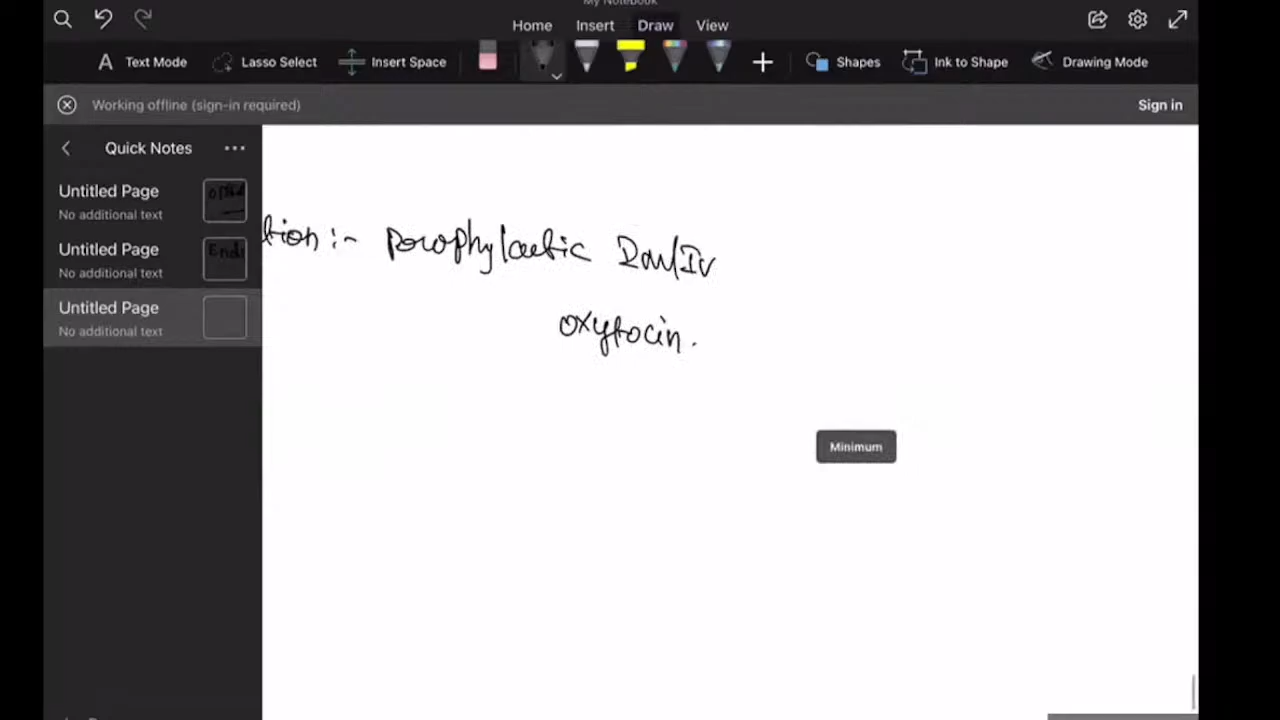 My Notebook
Home Insert Draw View
A Text Mode Lasso Select Insert Space Shapes Ink to Shape Drawing Mode
Working offline (sign-in required) Sign in
Quick Notes
Untitled Page
No additional text
Untitled Page
No additional text
Untitled Page
No additional text
tion :- Porophylactic Im/Iv
oxytocin.
Minimum